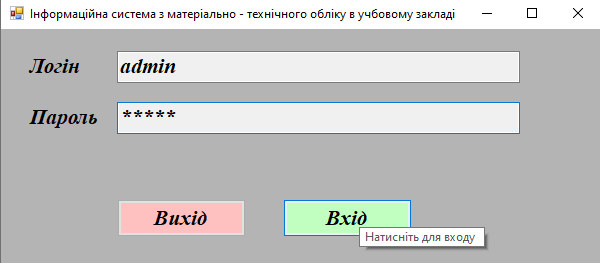 Інформаційна система з матеріально - технічного обліку в учбовому закладі
Логін admin
Пароль *****
Вихід Вхід
Натисніть для входу